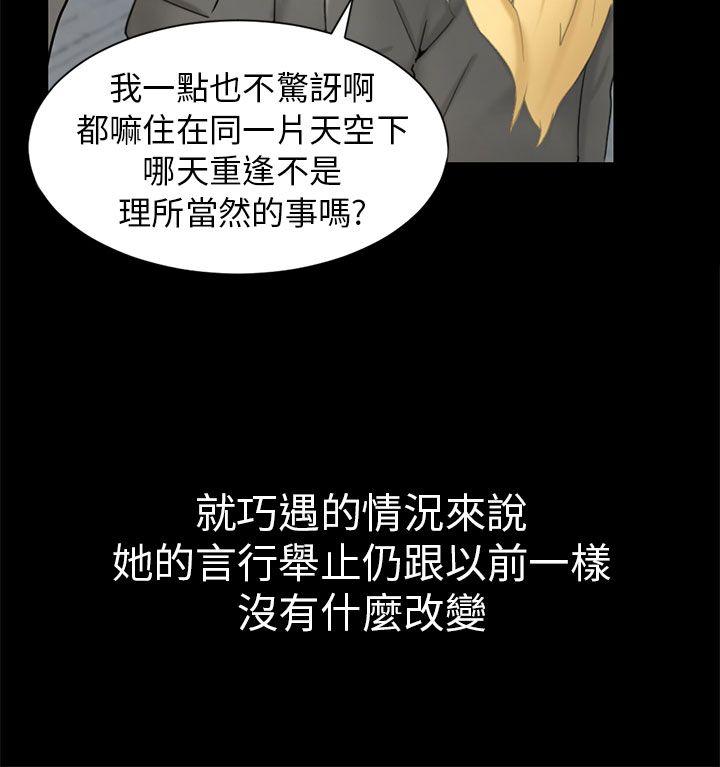 我一點也不驚訝啊
都嘛住在同一片天空下
哪天重逢不是
理所當然的事嗎?
就巧遇的情況來說
她的言行舉止仍跟以前一樣
沒有什麼改變